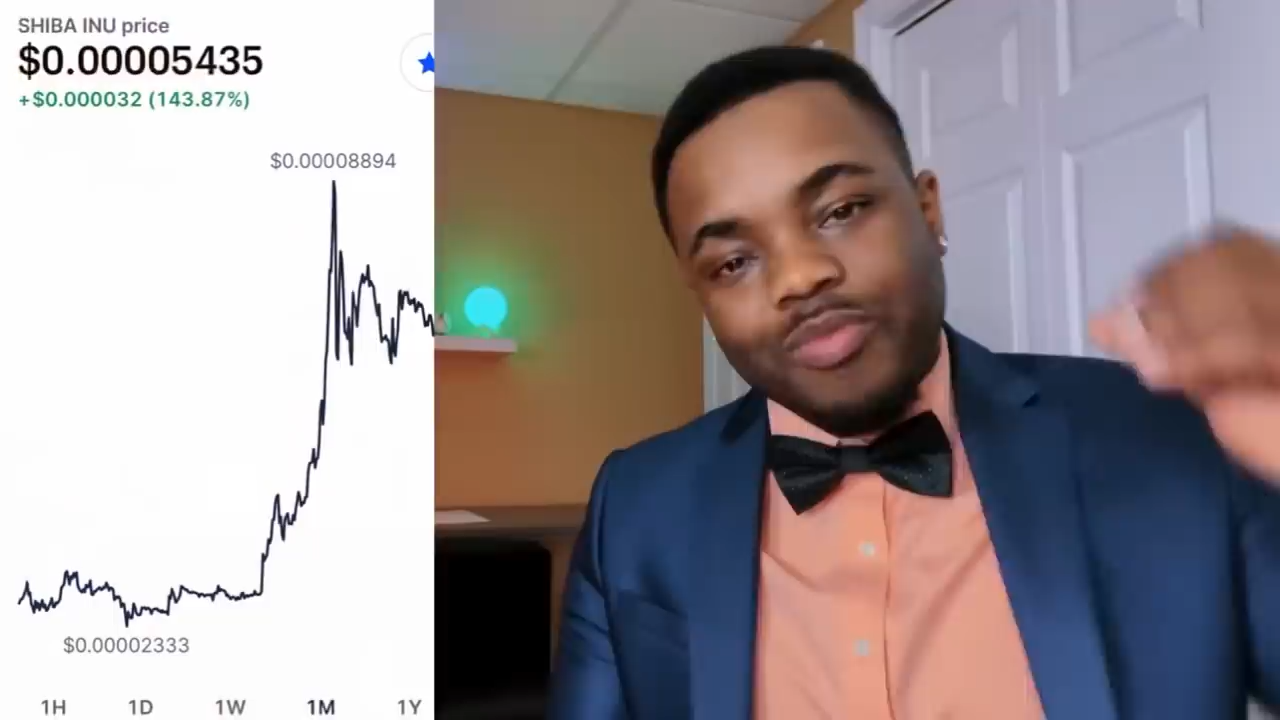 SHIBA INU price
$0.00005435
+$0.000032 (143.87%)
$0.00008894
$0.00002333
1H 1D 1W 1M 1Y